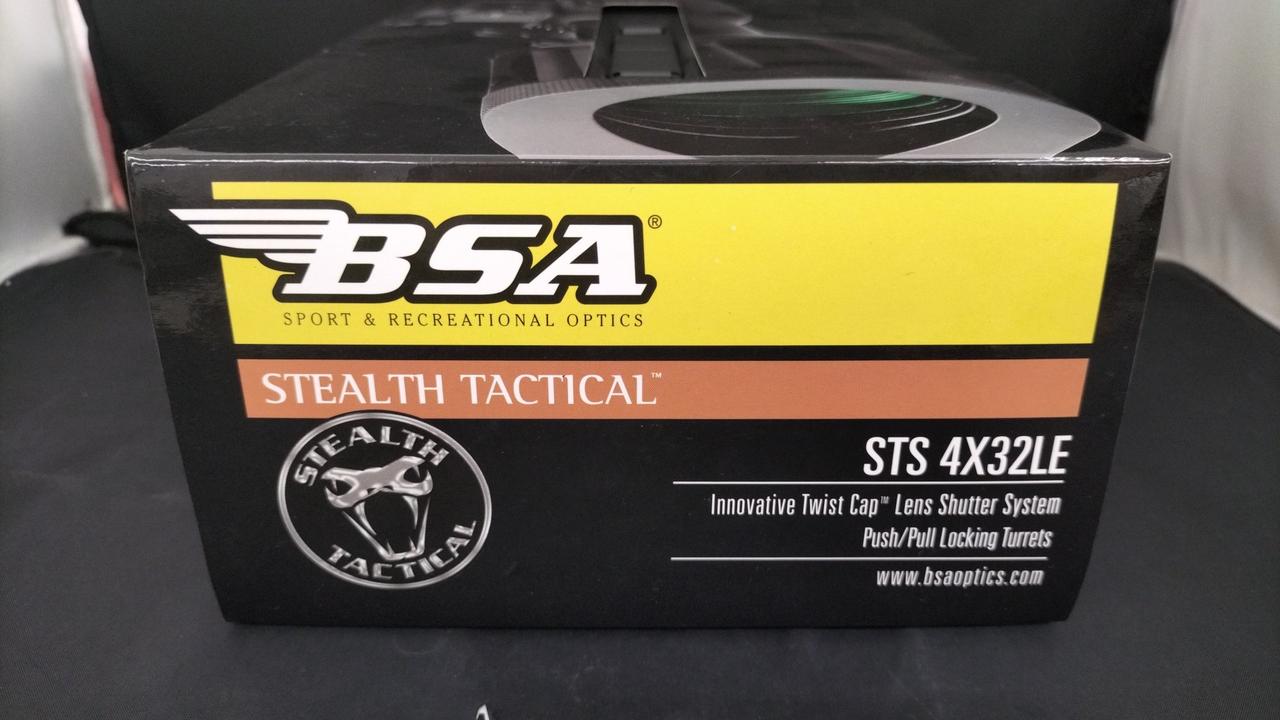 BSA®
SPORT & RECREATIONAL OPTICS
STEALTH TACTICAL™
STEALTH
TACTICAL
STS 4X32LE
Innovative Twist Cap™ Lens Shutter System
Push/Pull Locking Turrets
www.bsaoptics.com